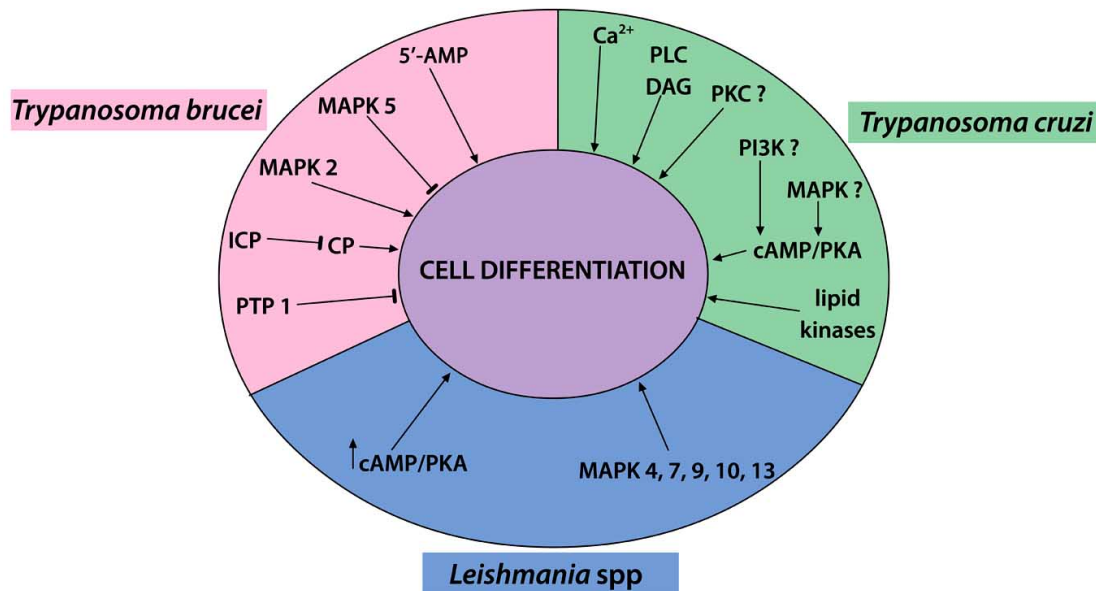 Trypanosoma brucei
5′-AMP
MAPK 5
MAPK 2
ICP
CP
PTP 1
Ca²⁺
PLC
DAG
PKC ?
Trypanosoma cruzi
PI3K ?
MAPK ?
cAMP/PKA
lipid
kinases
CELL DIFFERENTIATION
cAMP/PKA
MAPK 4, 7, 9, 10, 13
Leishmania spp